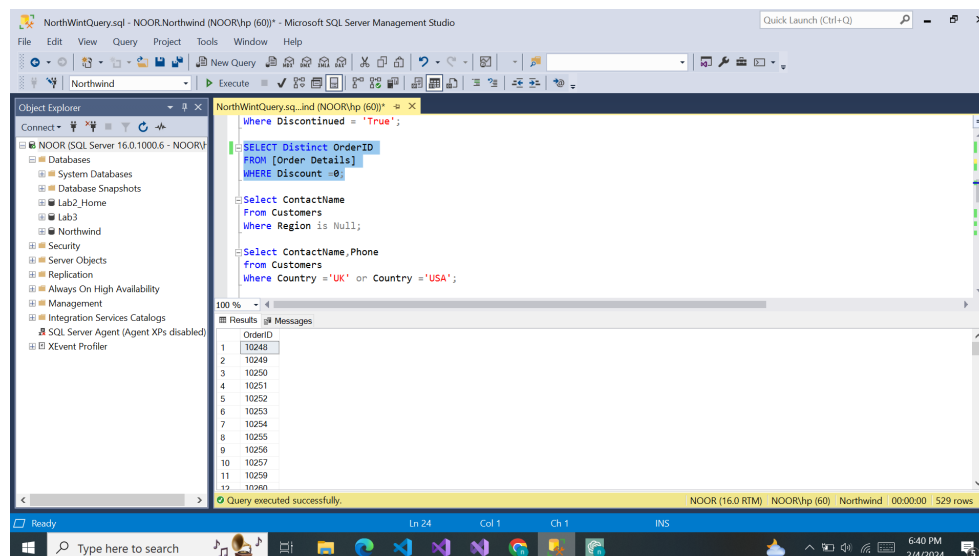 NorthWintQuery.sql - NOOR.Northwind (NOOR\hp (60))* - Microsoft SQL Server Management Studio
Quick Launch (Ctrl+Q)
File Edit View Query Project Tools Window Help
New Query
Northwind
Execute
Object Explorer
NorthWintQuery.sq...ind (NOOR\hp (60))*
Connect
NOOR (SQL Server 16.0.1000.6 - NOOR\h
Databases
System Databases
Database Snapshots
Lab2_Home
Lab3
Northwind
Security
Server Objects
Replication
Always On High Availability
Management
Integration Services Catalogs
SQL Server Agent (Agent XPs disabled)
XEvent Profiler
Where Discontinued = 'True';
SELECT Distinct OrderID
FROM [Order Details]
WHERE Discount =0;
Select ContactName
From Customers
Where Region is Null;
Select ContactName,Phone
from Customers
Where Country ='UK' or Country ='USA';
100 %
Results Messages
OrderID
1 10248
2 10249
3 10250
4 10251
5 10252
6 10253
7 10254
8 10255
9 10256
10 10257
11 10259
12 10260
Query executed successfully.
NOOR (16.0 RTM) NOOR\hp (60) Northwind 00:00:00 529 rows
Ready
Ln 24 Col 1 Ch 1 INS
Type here to search
6:40 PM
2/4/2024